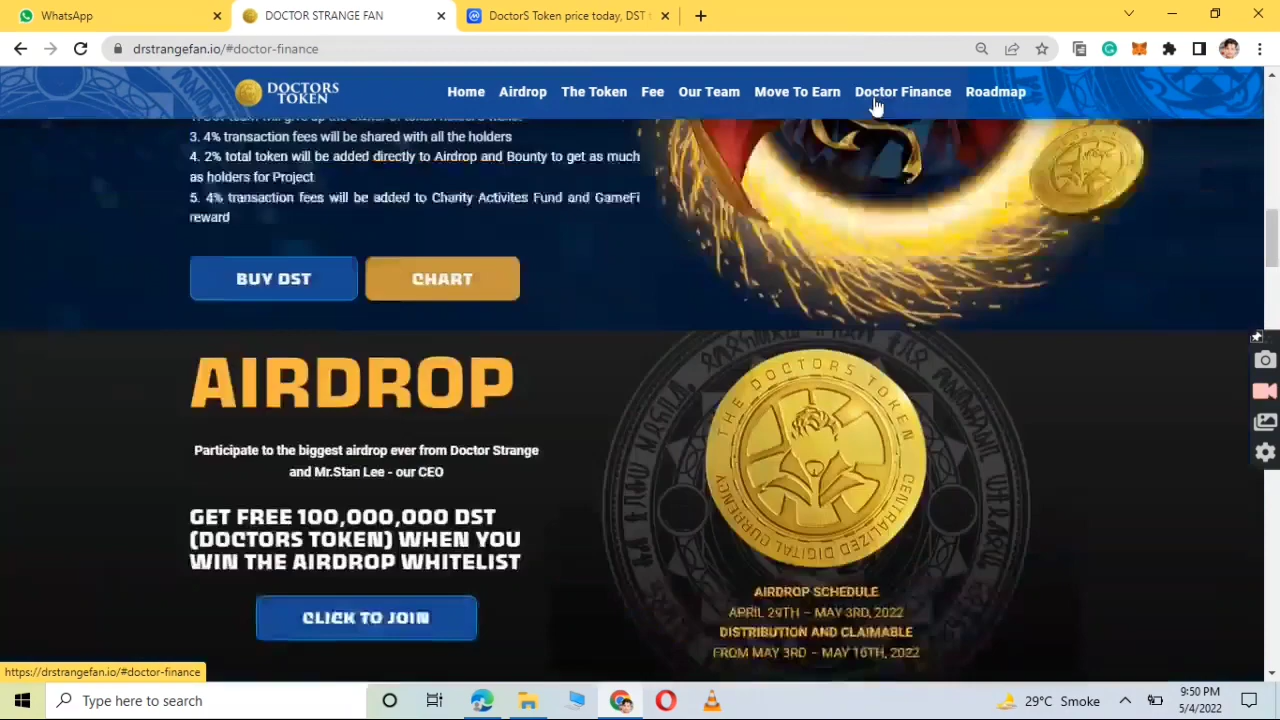 WhatsApp
DOCTOR STRANGE FAN
DoctorS Token price today, DST t
drstrangefan.io/#doctor-finance
DOCTORS
TOKEN
Home Airdrop The Token Fee Our Team Move To Earn Doctor Finance Roadmap
3. 4% transaction fees will be shared with all the holders
4. 2% total token will be added directly to Airdrop and Bounty to get as much
as holders for Project
5. 4% transaction fees will be added to Charity Activites Fund and GameFi
reward
BUY DST
CHART
AIRDROP
Participate to the biggest airdrop ever from Doctor Strange
and Mr.Stan Lee - our CEO
GET FREE 100,000,000 DST
(DOCTORS TOKEN) WHEN YOU
WIN THE AIRDROP WHITELIST
CLICK TO JOIN
THE DOCTORS TOKEN
CENTRALIZED DIGITAL CURRENCY
AIRDROP SCHEDULE
APRIL 29TH – MAY 3RD, 2022
DISTRIBUTION AND CLAIMABLE
FROM MAY 3RD – MAY 10TH, 2022
https://drstrangefan.io/#doctor-finance
Type here to search
29°C Smoke
9:50 PM
5/4/2022